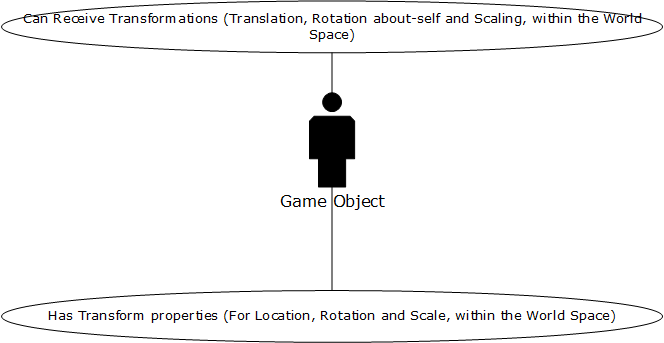 Can Receive Transformations (Translation, Rotation about-self and Scaling, within the World
Space)
Game Object
Has Transform properties (For Location, Rotation and Scale, within the World Space)